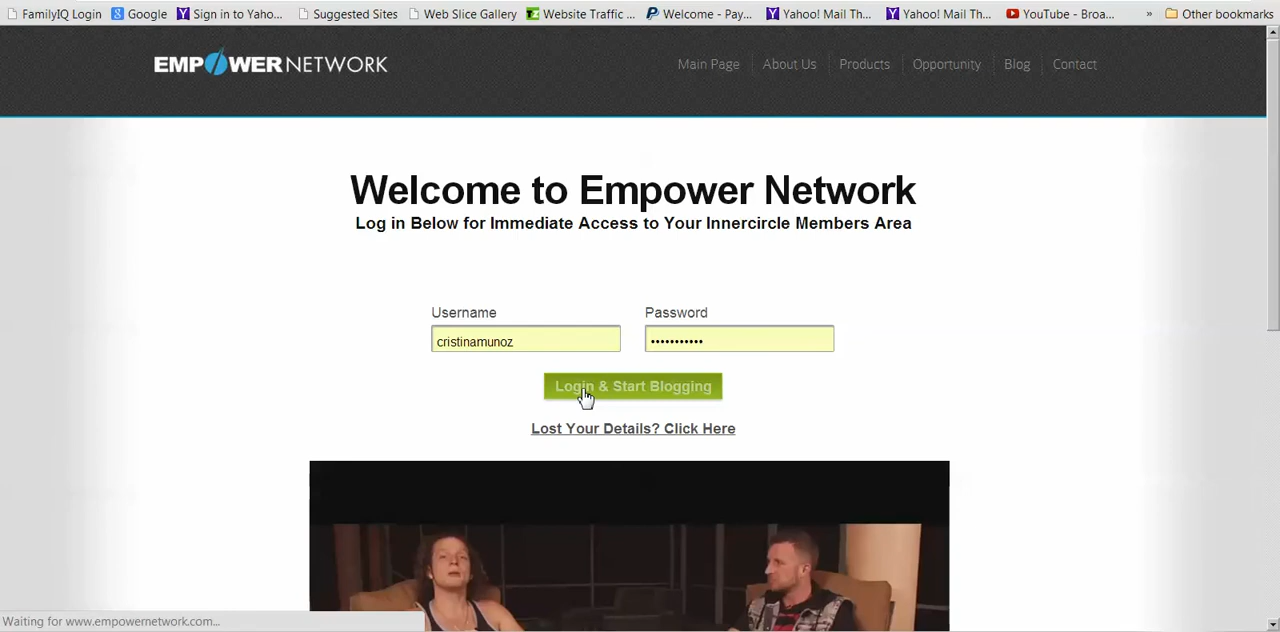 FamilyIQ Login Google Sign in to Yaho... Suggested Sites Web Slice Gallery Website Traffic ... Welcome - Pay... Yahoo! Mail Th... Yahoo! Mail Th... YouTube - Broa... » Other bookmarks
EMPOWER NETWORK
Main Page About Us Products Opportunity Blog Contact
Welcome to Empower Network
Log in Below for Immediate Access to Your Innercircle Members Area
Username Password
cristinamunoz •••••••••••
Login & Start Blogging
Lost Your Details? Click Here
Waiting for www.empowernetwork.com...